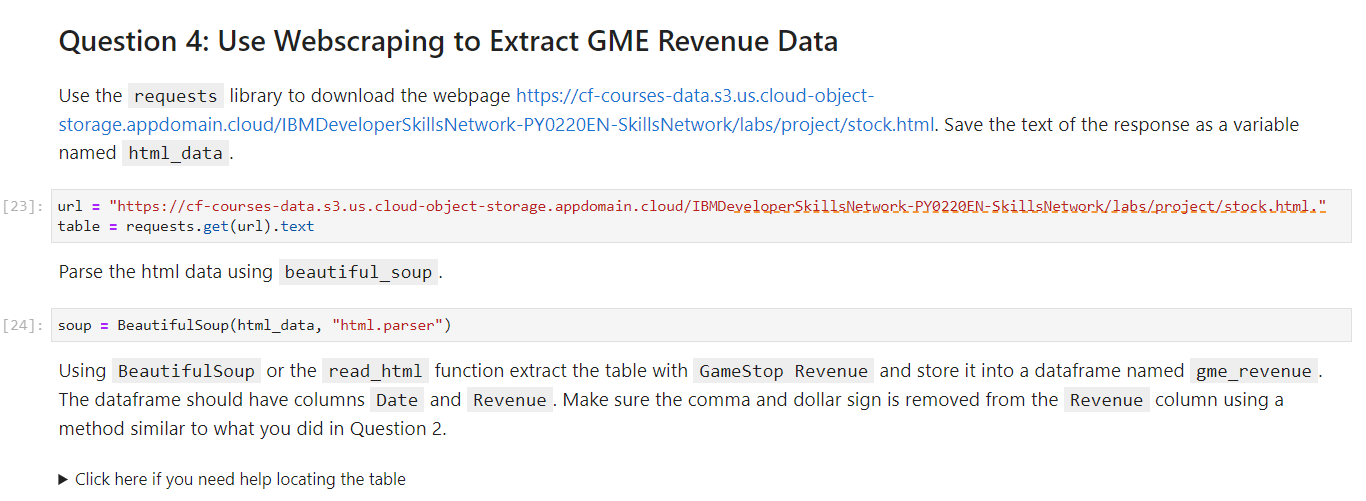 Question 4: Use Webscraping to Extract GME Revenue Data
Use the requests library to download the webpage https://cf-courses-data.s3.us.cloud-object-
storage.appdomain.cloud/IBMDeveloperSkillsNetwork-PY0220EN-SkillsNetwork/labs/project/stock.html. Save the text of the response as a variable
named html_data.
[23]: url = "https://cf-courses-data.s3.us.cloud-object-storage.appdomain.cloud/IBMDeveloperSkillsNetwork-PY0220EN-SkillsNetwork/labs/project/stock.html."
table = requests.get(url).text
Parse the html data using beautiful_soup.
[24]: soup = BeautifulSoup(html_data, "html.parser")
Using BeautifulSoup or the read_html function extract the table with GameStop Revenue and store it into a dataframe named gme_revenue.
The dataframe should have columns Date and Revenue. Make sure the comma and dollar sign is removed from the Revenue column using a
method similar to what you did in Question 2.
▶ Click here if you need help locating the table